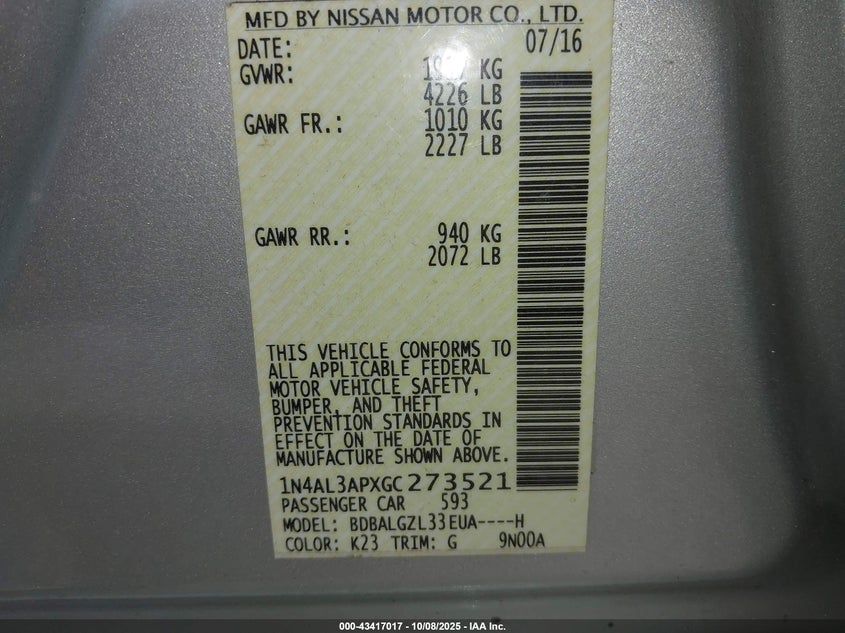 MFD BY NISSAN MOTOR CO., LTD.
DATE: 07/16
GVWR: KG
4226 LB
GAWR FR.: 1010 KG
2227 LB
GAWR RR.: 940 KG
2072 LB
THIS VEHICLE CONFORMS TO
ALL APPLICABLE FEDERAL
MOTOR VEHICLE SAFETY,
BUMPER, AND THEFT
PREVENTION STANDARDS IN
EFFECT ON THE DATE OF
MANUFACTURE SHOWN ABOVE.
1N4AL3APXGC273521
PASSENGER CAR 593
MODEL: BDBALGZL33EUA----H
COLOR: K23 TRIM: G 9N00A
000-43417017 - 10/08/2025 - IAA Inc.